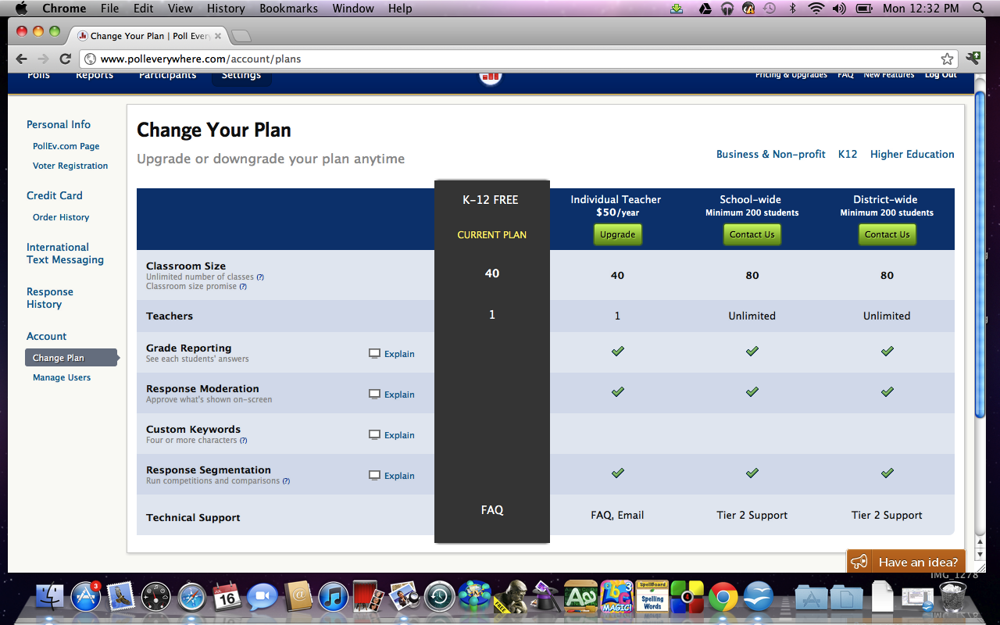 Chrome File Edit View History Bookmarks Window Help Mon 12:32 PM
Change Your Plan | Poll Every
www.polleverywhere.com/account/plans
Polls Reports Participants Settings Pricing & Upgrades FAQ New Features Log Out
Personal Info
PollEv.com Page
Voter Registration
Credit Card
Order History
International
Text Messaging
Response
History
Account
Change Plan
Manage Users
Change Your Plan
Upgrade or downgrade your plan anytime
Business & Non-profit K12 Higher Education
K-12 FREE Individual Teacher School-wide District-wide
$50/year Minimum 200 students Minimum 200 students
CURRENT PLAN Upgrade Contact Us Contact Us
Classroom Size 40 40 80 80
Unlimited number of classes (?)
Classroom size promise (?)
Teachers 1 1 Unlimited Unlimited
Grade Reporting Explain
See each students' answers
Response Moderation Explain
Approve what's shown on-screen
Custom Keywords Explain
Four or more characters (?)
Response Segmentation Explain
Run competitions and comparisons (?)
Technical Support FAQ FAQ, Email Tier 2 Support Tier 2 Support
Have an idea?
IMG_1278
3
16
FREE
3
MAGIC!
SpellBoard
Spelling
Words